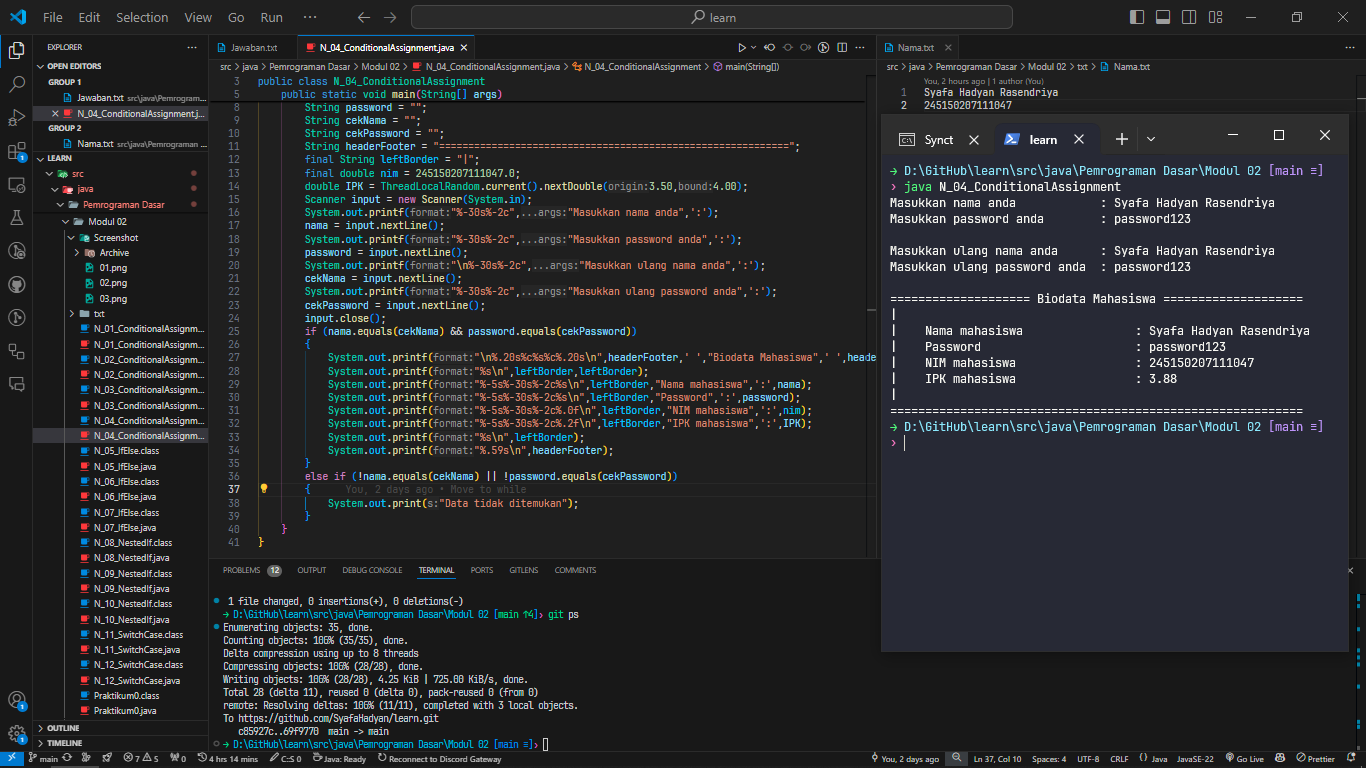 File Edit Selection View Go Run ··· learn
EXPLORER ···
OPEN EDITORS
GROUP 1
Jawaban.txt src\java\Pemrogram...
N_04_ConditionalAssignment.j...
GROUP 2
Nama.txt src\java\Pemrograman ...
LEARN
src
java
Pemrograman Dasar
Modul 02
Screenshot
Archive
01.png
02.png
03.png
txt
N_01_ConditionalAssignm...
N_01_ConditionalAssignm...
N_02_ConditionalAssignm...
N_02_ConditionalAssignm...
N_03_ConditionalAssignm...
N_03_ConditionalAssignm...
N_04_ConditionalAssignm...
N_04_ConditionalAssignm...
N_05_IfElse.class
N_05_IfElse.java
N_06_IfElse.class
N_06_IfElse.java
N_07_IfElse.class
N_07_IfElse.java
N_08_NestedIf.class
N_08_NestedIf.java
N_09_NestedIf.class
N_09_NestedIf.java
N_10_NestedIf.class
N_10_NestedIf.java
N_11_SwitchCase.class
N_11_SwitchCase.java
N_12_SwitchCase.class
N_12_SwitchCase.java
Praktikum0.class
Praktikum0.java
OUTLINE
TIMELINE
Jawaban.txt N_04_ConditionalAssignment.java
src > java > Pemrograman Dasar > Modul 02 > N_04_ConditionalAssignment.java > N_04_ConditionalAssignment > main(String[])
3 public class N_04_ConditionalAssignment
5 public static void main(String[] args)
8 String password = "";
9 String cekNama = "";
10 String cekPassword = "";
11 String headerFooter = "===========================================================";
12 final String leftBorder = "|";
13 final double nim = 245150207111047.0;
14 double IPK = ThreadLocalRandom.current().nextDouble(origin:3.50,bound:4.00);
15 Scanner input = new Scanner(System.in);
16 System.out.printf(format:"%-30s%-2c",...args:"Masukkan nama anda",':');
17 nama = input.nextLine();
18 System.out.printf(format:"%-30s%-2c",...args:"Masukkan password anda",':');
19 password = input.nextLine();
20 System.out.printf(format:"\n%-30s%-2c",...args:"Masukkan ulang nama anda",':');
21 cekNama = input.nextLine();
22 System.out.printf(format:"%-30s%-2c",...args:"Masukkan ulang password anda",':');
23 cekPassword = input.nextLine();
24 input.close();
25 if (nama.equals(cekNama) && password.equals(cekPassword))
26 {
27 System.out.printf(format:"\n%.20s%c%s%c%.20s\n",headerFooter,' ',"Biodata Mahasiswa",' ',heade
28 System.out.printf(format:"%s\n",leftBorder,leftBorder);
29 System.out.printf(format:"%-5s%-30s%-2c%s\n",leftBorder,"Nama mahasiswa",':',nama);
30 System.out.printf(format:"%-5s%-30s%-2c%s\n",leftBorder,"Password",':',password);
31 System.out.printf(format:"%-5s%-30s%-2c%.0f\n",leftBorder,"NIM mahasiswa",':',nim);
32 System.out.printf(format:"%-5s%-30s%-2c%.2f\n",leftBorder,"IPK mahasiswa",':',IPK);
33 System.out.printf(format:"%s\n",leftBorder);
34 System.out.printf(format:"%.59s\n",headerFooter);
35 }
36 else if (!nama.equals(cekNama) || !password.equals(cekPassword))
37 { You, 2 days ago • Move to while
38 System.out.print(s:"Data tidak ditemukan");
39 }
40 }
41 }
Nama.txt ···
src > java > Pemrograman Dasar > Modul 02 > txt > Nama.txt
You, 2 hours ago | 1 author (You)
1 Syafa Hadyan Rasendriya
2 245150207111047
Synct learn
→ D:\GitHub\learn\src\java\Pemrograman Dasar\Modul 02 [main ≡]
› java N_04_ConditionalAssignment
Masukkan nama anda : Syafa Hadyan Rasendriya
Masukkan password anda : password123
Masukkan ulang nama anda : Syafa Hadyan Rasendriya
Masukkan ulang password anda : password123
==================== Biodata Mahasiswa ====================
|
| Nama mahasiswa : Syafa Hadyan Rasendriya
| Password : password123
| NIM mahasiswa : 245150207111047
| IPK mahasiswa : 3.88
|
===========================================================
→ D:\GitHub\learn\src\java\Pemrograman Dasar\Modul 02 [main ≡]
›
PROBLEMS 12 OUTPUT DEBUG CONSOLE TERMINAL PORTS GITLENS COMMENTS
1 file changed, 0 insertions(+), 0 deletions(-)
→ D:\GitHub\learn\src\java\Pemrograman Dasar\Modul 02 [main ↑4]› git ps
Enumerating objects: 35, done.
Counting objects: 100% (35/35), done.
Delta compression using up to 8 threads
Compressing objects: 100% (28/28), done.
Writing objects: 100% (28/28), 4.25 KiB | 725.00 KiB/s, done.
Total 28 (delta 11), reused 0 (delta 0), pack-reused 0 (from 0)
remote: Resolving deltas: 100% (11/11), completed with 3 local objects.
To https://github.com/SyafaHadyan/learn.git
c85927c..69f9770 main -> main
→ D:\GitHub\learn\src\java\Pemrograman Dasar\Modul 02 [main ≡]›
main 7 5 0 4 hrs 14 mins C::S 0 Java: Ready Reconnect to Discord Gateway You, 2 days ago Ln 37, Col 10 Spaces: 4 UTF-8 CRLF {} Java JavaSE-22 Go Live Prettier